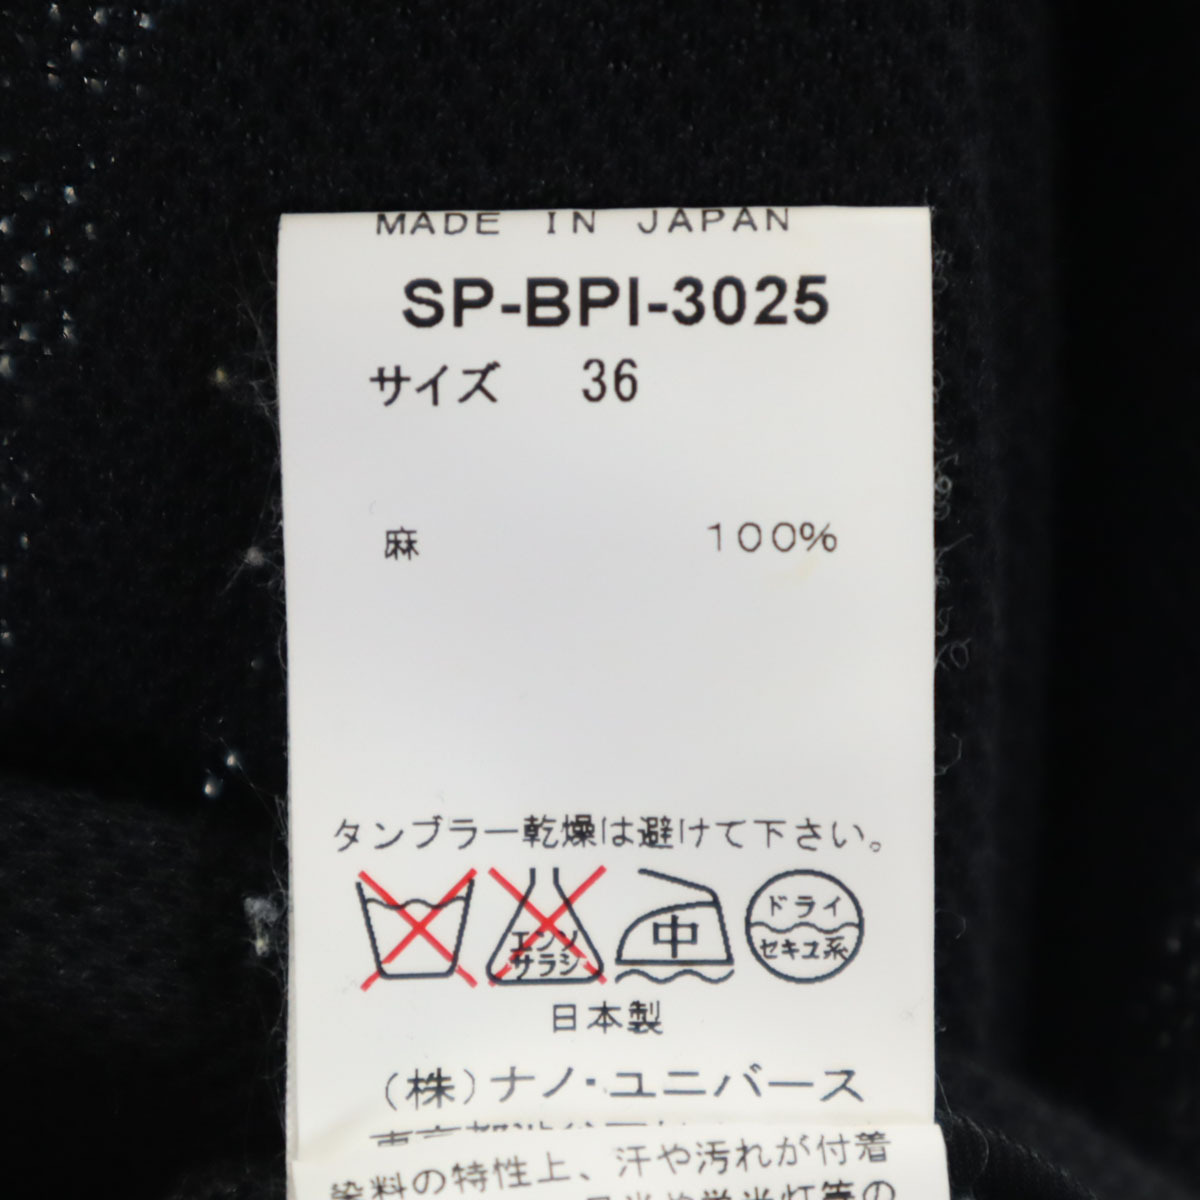 MADE IN JAPAN
SP-BPI-3025
サイズ 36
麻 100%
タンブラー乾燥は避けて下さい。
エンソ
サラシ
中
ドライ
セキユ系
日本製
(株)ナノ・ユニバース
染料の特性上、汗や汚れが付着